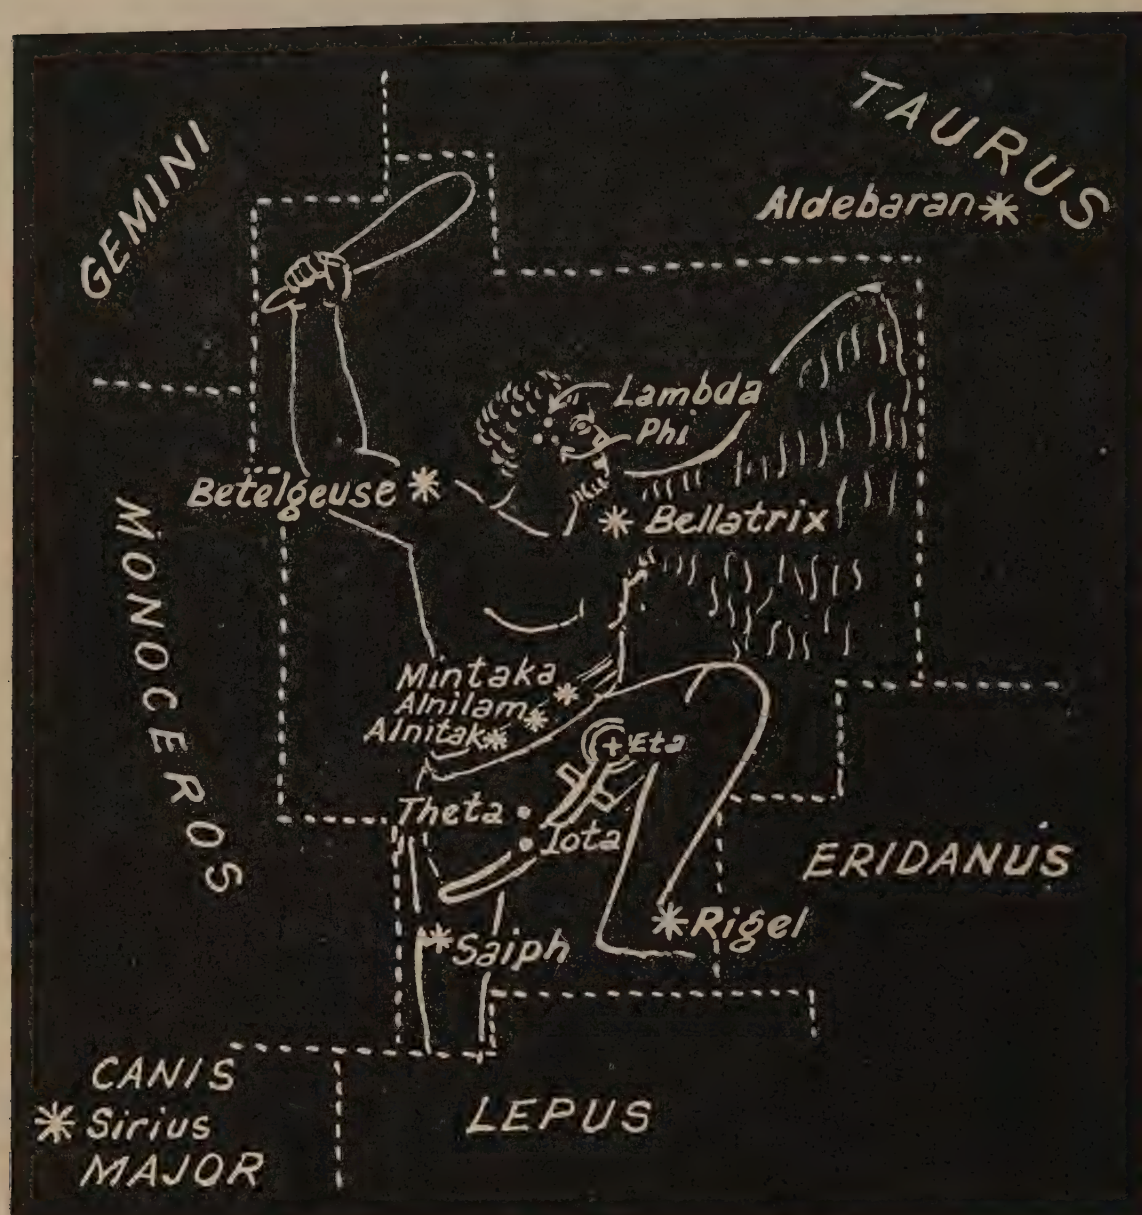 TAURUS
GEMINI
Aldebaran
Lambda
Phi
Betelgeuse
Bellatrix
MONOCEROS
Mintaka
Alnilam
Alnitak
Eta
Theta
Iota
ERIDANUS
Rigel
Saiph
CANIS
Sirius
MAJOR
LEPUS